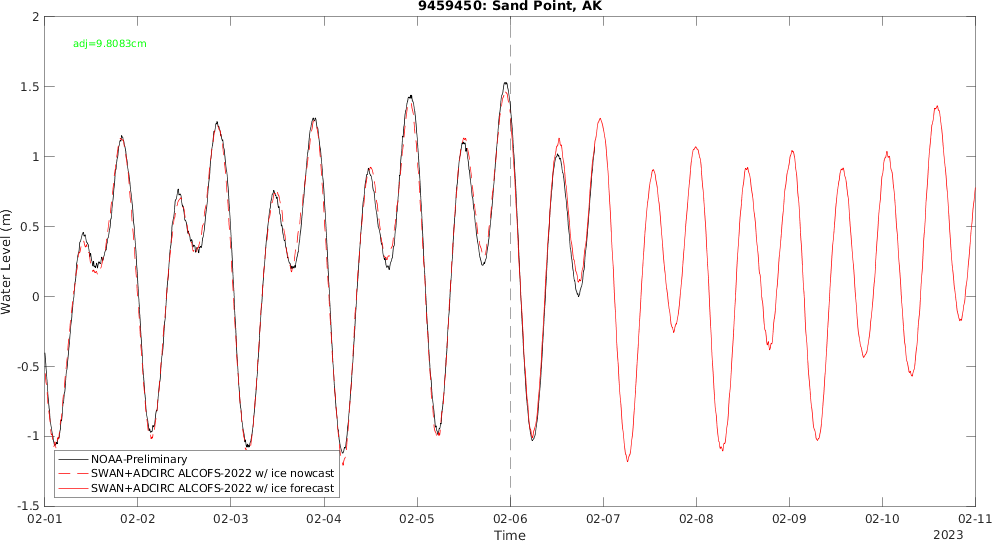 9459450: Sand Point, AK
adj=9.8083cm
Water Level (m)
2
1.5
1
0.5
0
-0.5
-1
-1.5
NOAA-Preliminary
SWAN+ADCIRC ALCOFS-2022 w/ ice nowcast
SWAN+ADCIRC ALCOFS-2022 w/ ice forecast
02-01 02-02 02-03 02-04 02-05 02-06 02-07 02-08 02-09 02-10 02-11
Time
2023